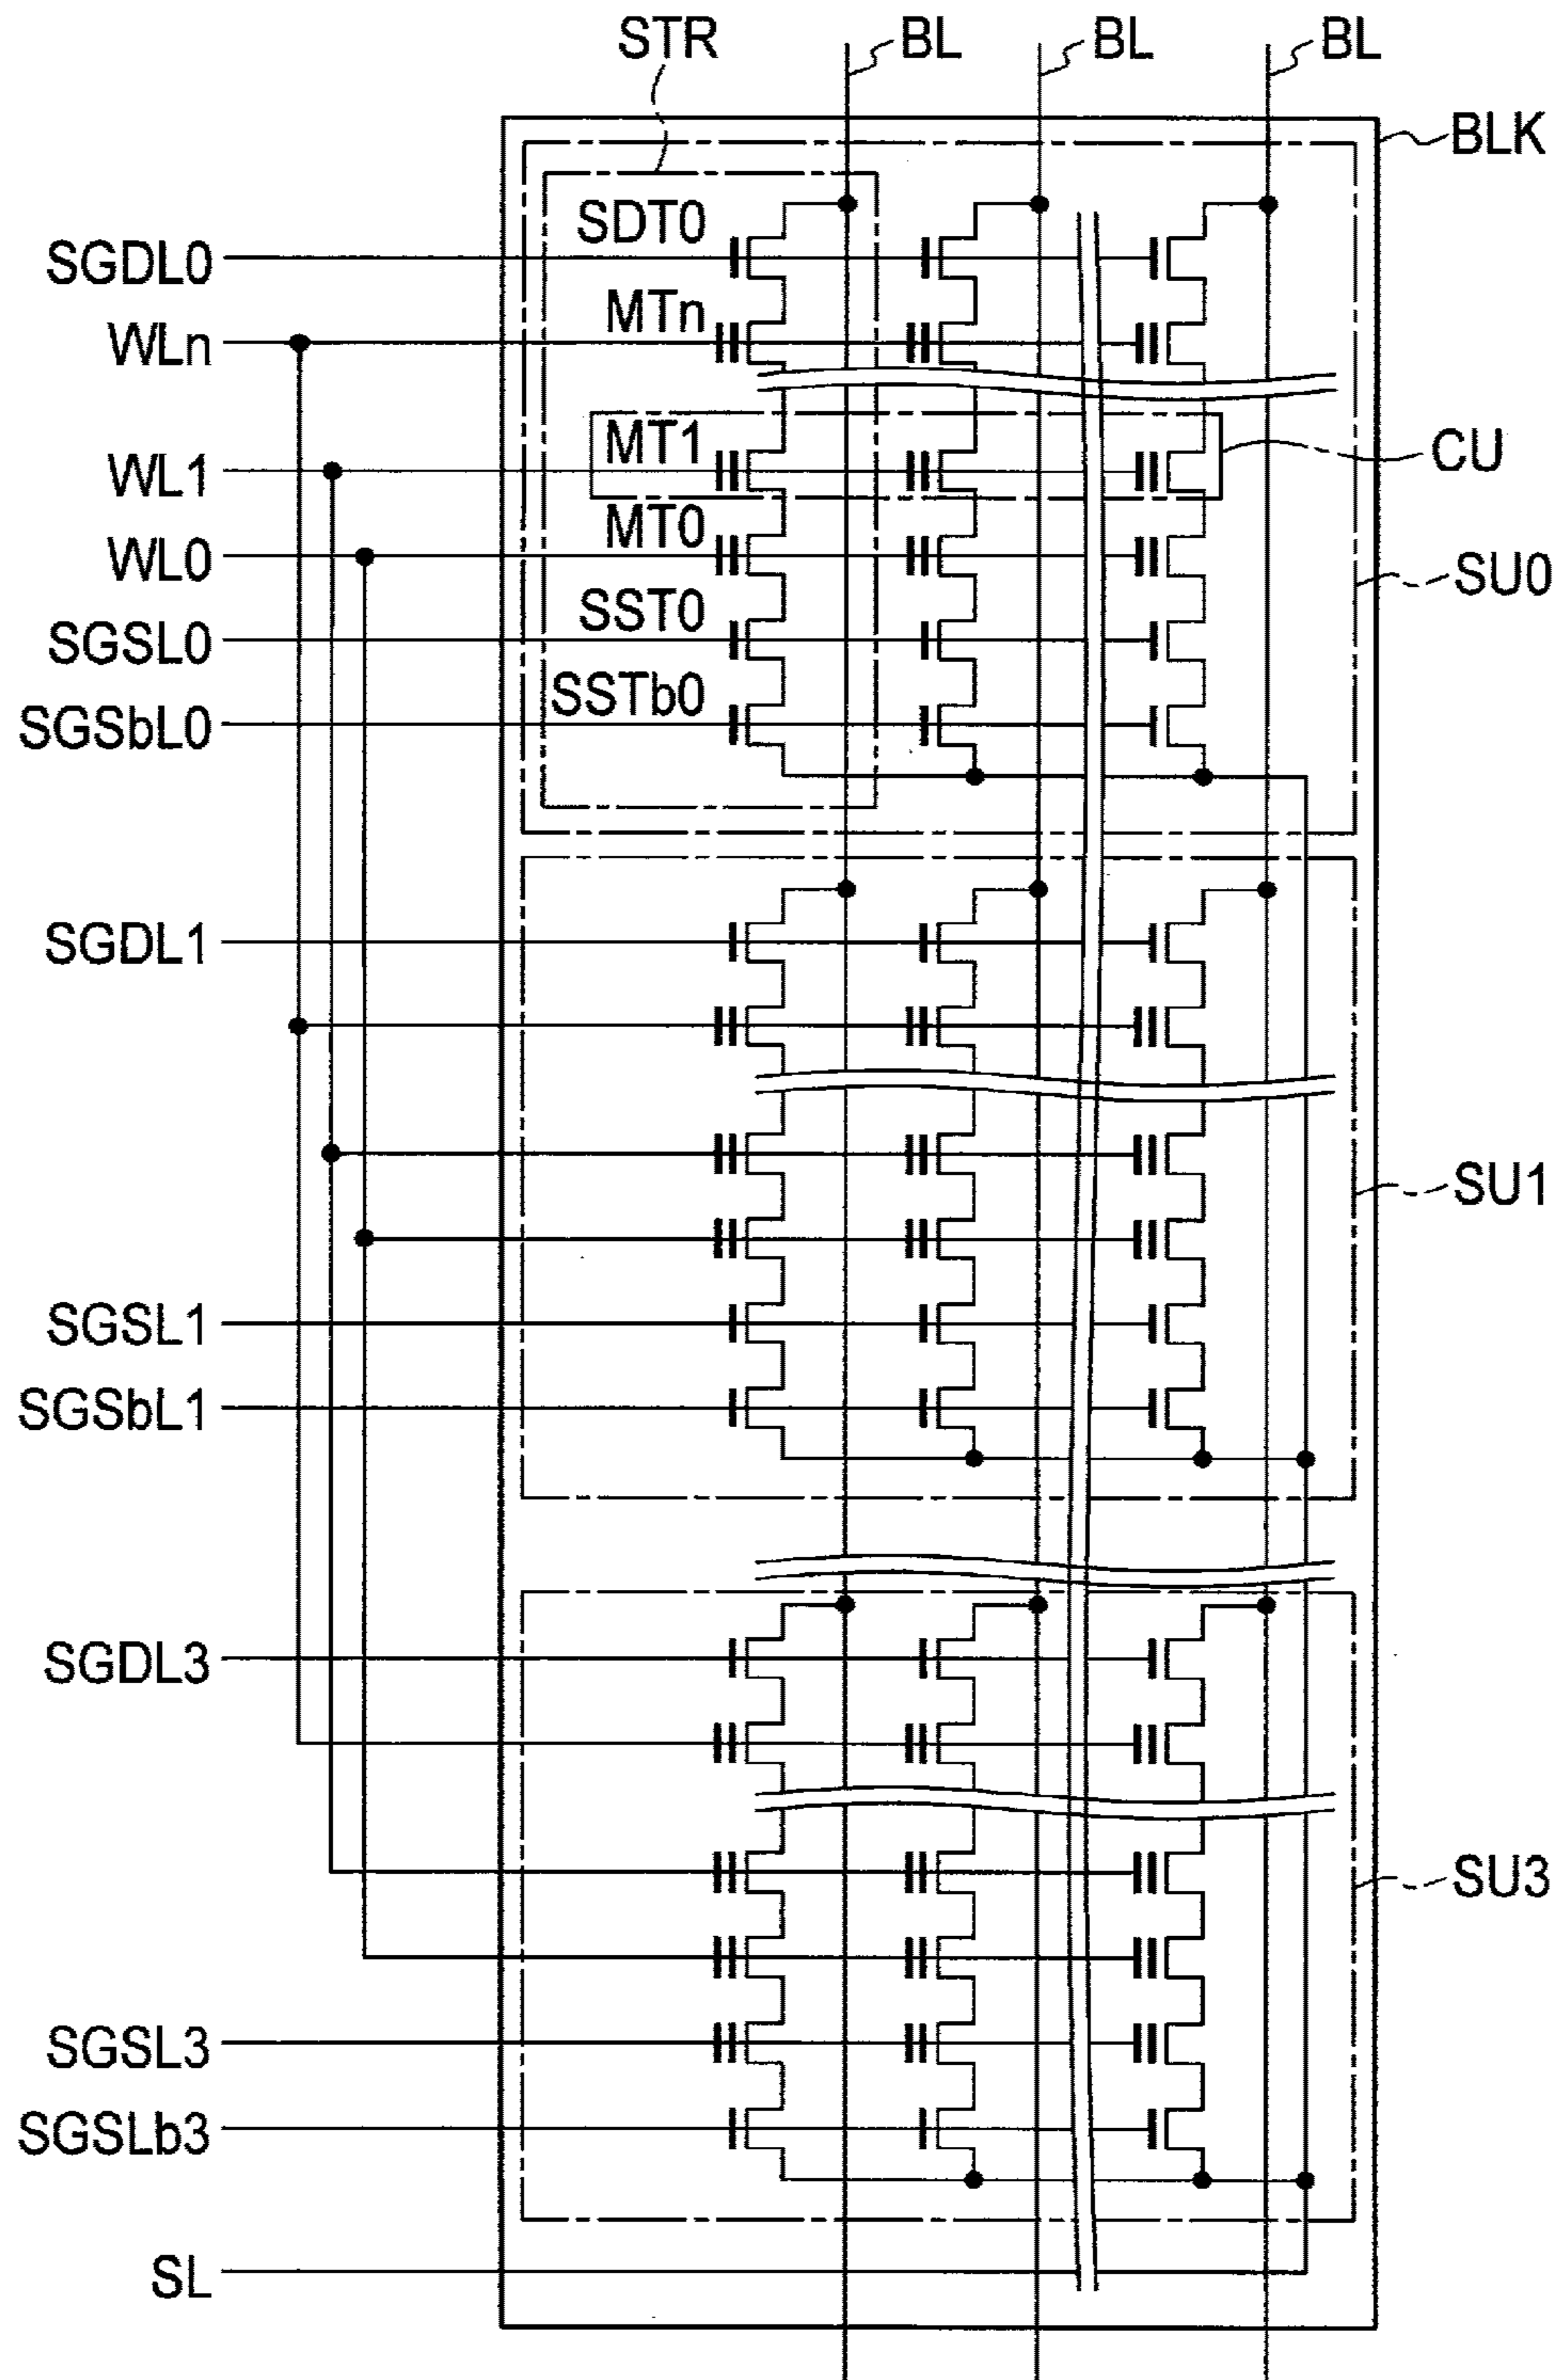 STR
BL
BL
BL
BLK
SDT0
SGDL0
MTn
WLn
MT1
WL1
CU
MT0
WL0
SU0
SST0
SGSL0
SSTb0
SGSbL0
SGDL1
SU1
SGSL1
SGSbL1
SGDL3
SU3
SGSL3
SGSLb3
SL